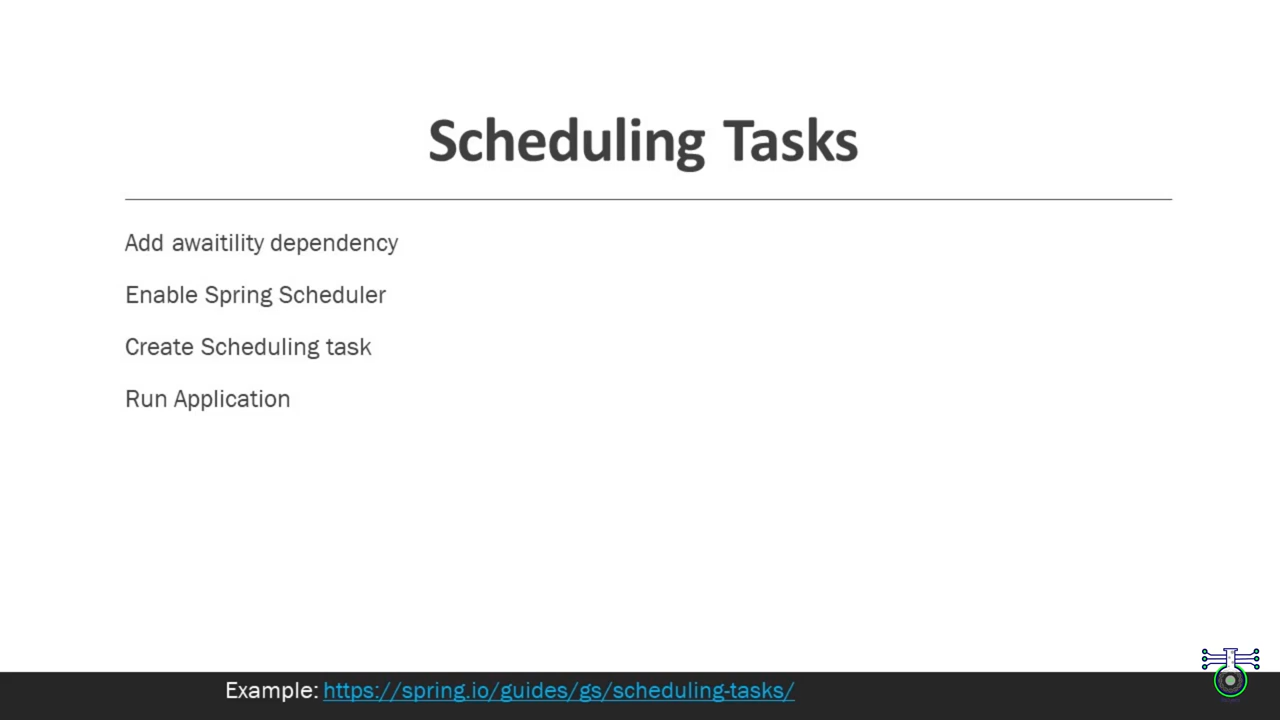 Scheduling Tasks
Add awaitility dependency
Enable Spring Scheduler
Create Scheduling task
Run Application
Example: https://spring.io/guides/gs/scheduling-tasks/